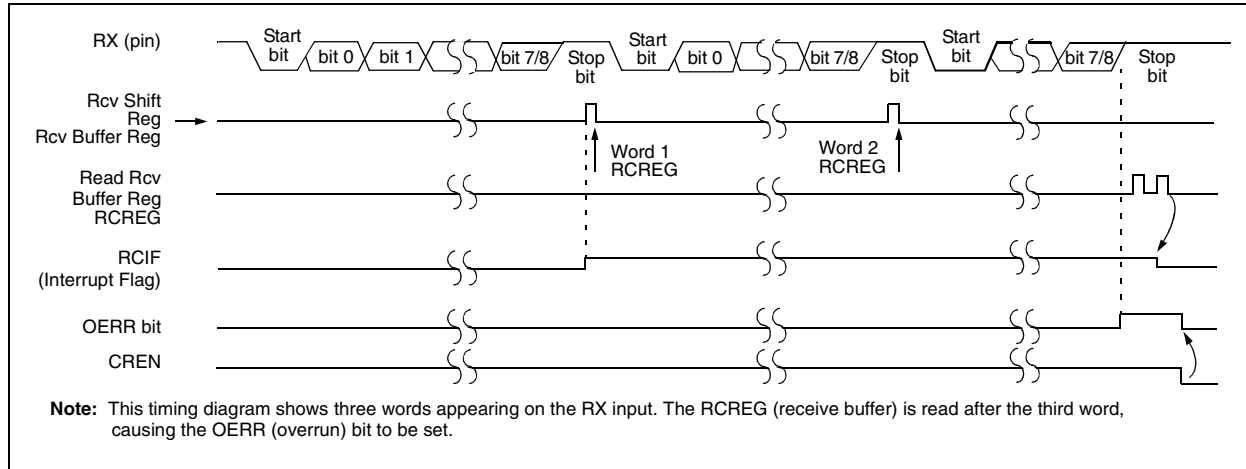 RX (pin)
Start
bit
bit 0
bit 1
bit 7/8
Stop
bit
Start
bit
bit 0
bit 7/8
Stop
bit
Start
bit
bit 7/8
Stop
bit
Rcv Shift
Reg
Rcv Buffer Reg
Word 1
RCREG
Word 2
RCREG
Read Rcv
Buffer Reg
RCREG
RCIF
(Interrupt Flag)
OERR bit
CREN
Note: This timing diagram shows three words appearing on the RX input. The RCREG (receive buffer) is read after the third word,
causing the OERR (overrun) bit to be set.